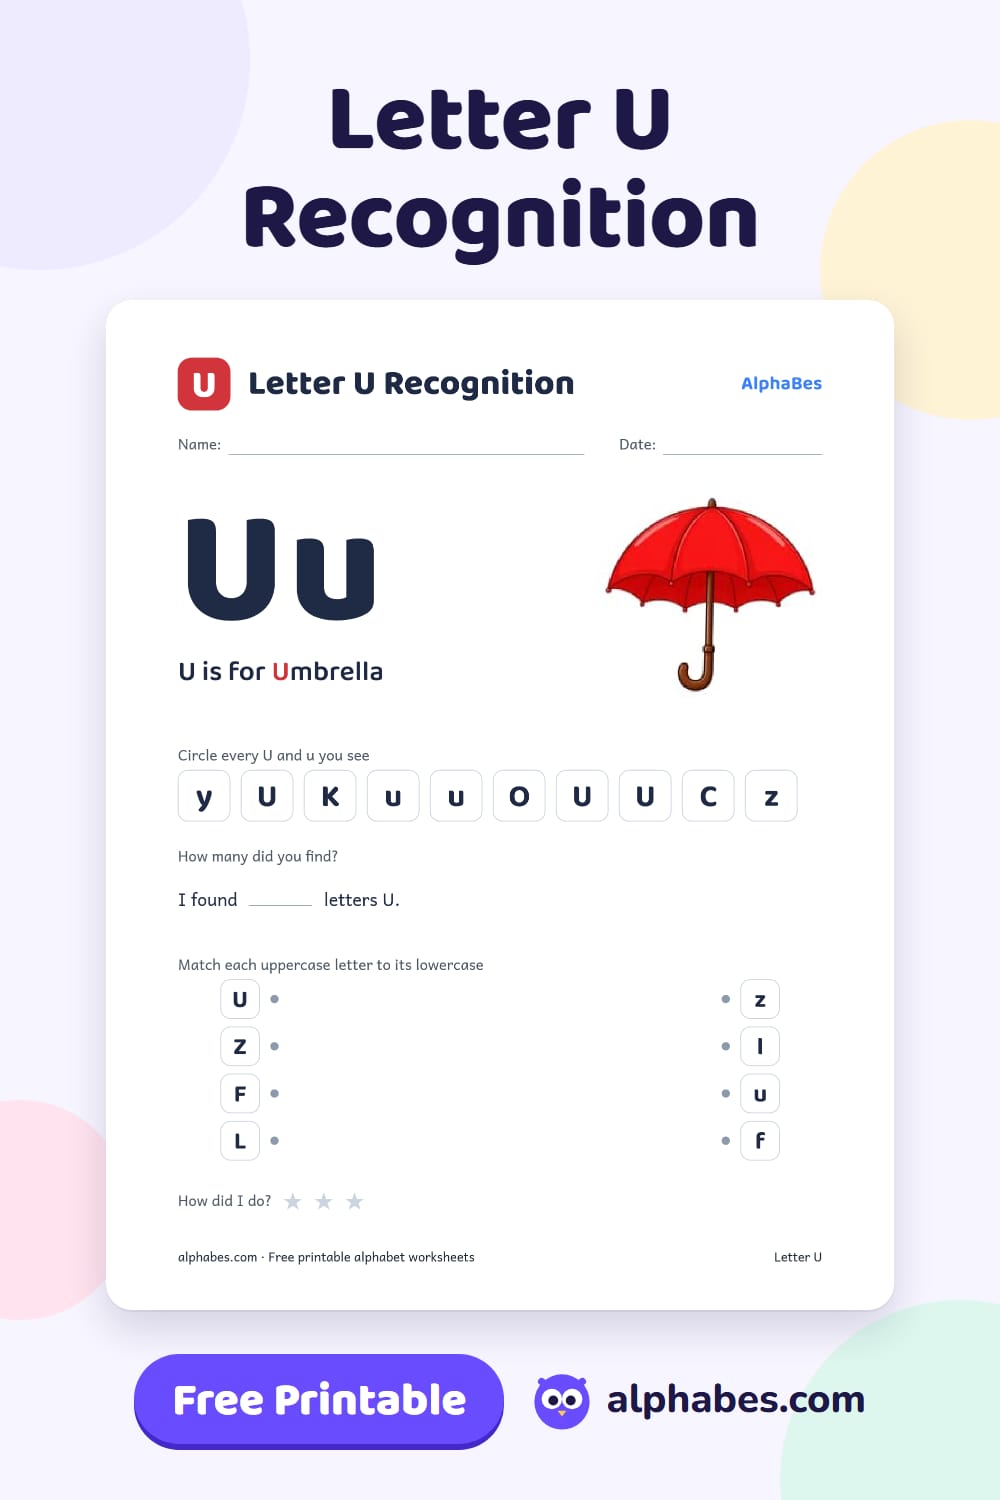 Letter U
Recognition
U Letter U Recognition AlphaBes
Name: Date:
Uu
U is for Umbrella
Circle every U and u you see
y U K u u O U U C z
How many did you find?
I found ______ letters U.
Match each uppercase letter to its lowercase
U z
Z l
F u
L f
How did I do?
alphabes.com · Free printable alphabet worksheets Letter U
Free Printable alphabes.com